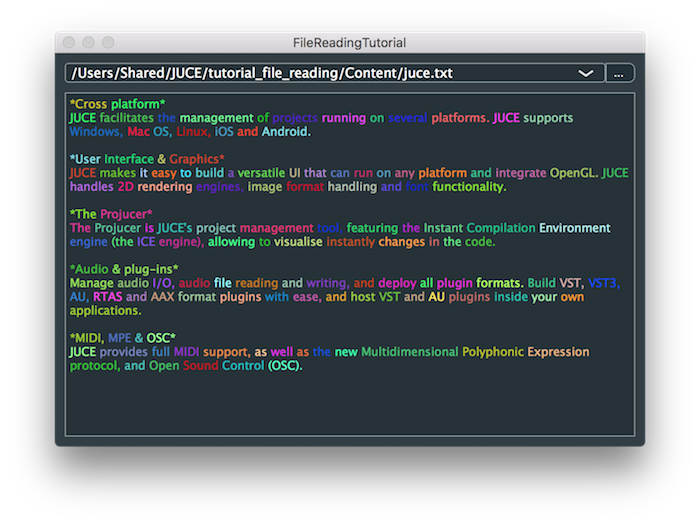 FileReadingTutorial
/Users/Shared/JUCE/tutorial_file_reading/Content/juce.txt
...
*Cross platform*
JUCE facilitates the management of projects running on several platforms. JUCE supports
Windows, Mac OS, Linux, iOS and Android.
*User Interface & Graphics*
JUCE makes it easy to build a versatile UI that can run on any platform and integrate OpenGL. JUCE
handles 2D rendering engines, image format handling and font functionality.
*The Projucer*
The Projucer is JUCE's project management tool, featuring the Instant Compilation Environment
engine (the ICE engine), allowing to visualise instantly changes in the code.
*Audio & plug-ins*
Manage audio I/O, audio file reading and writing, and deploy all plugin formats. Build VST, VST3,
AU, RTAS and AAX format plugins with ease, and host VST and AU plugins inside your own
applications.
*MIDI, MPE & OSC*
JUCE provides full MIDI support, as well as the new Multidimensional Polyphonic Expression
protocol, and Open Sound Control (OSC).